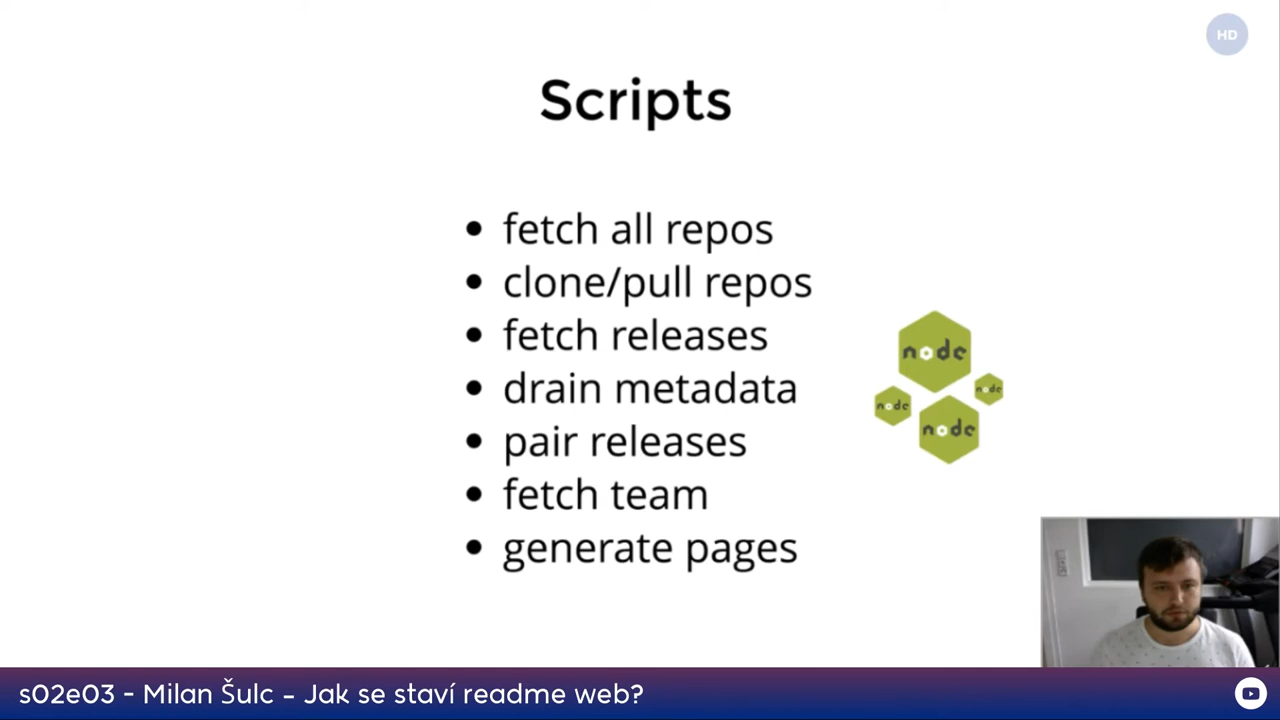 HD
Scripts
fetch all repos
clone/pull repos
fetch releases
drain metadata
pair releases
fetch team
generate pages
node
node
node
node
s02e03 - Milan Šulc - Jak se staví readme web?